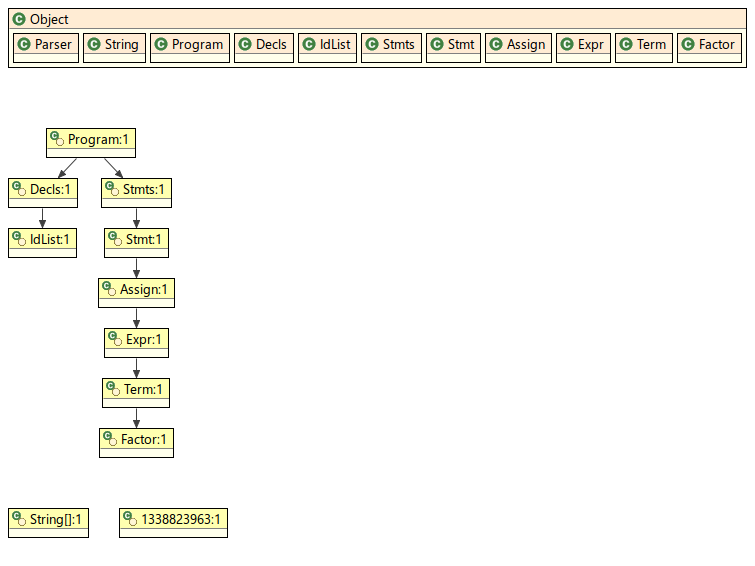 Object
Parser String Program Decls IdList Stmts Stmt Assign Expr Term Factor
Program:1
Decls:1 Stmts:1
IdList:1 Stmt:1
Assign:1
Expr:1
Term:1
Factor:1
String[]:1 1338823963:1